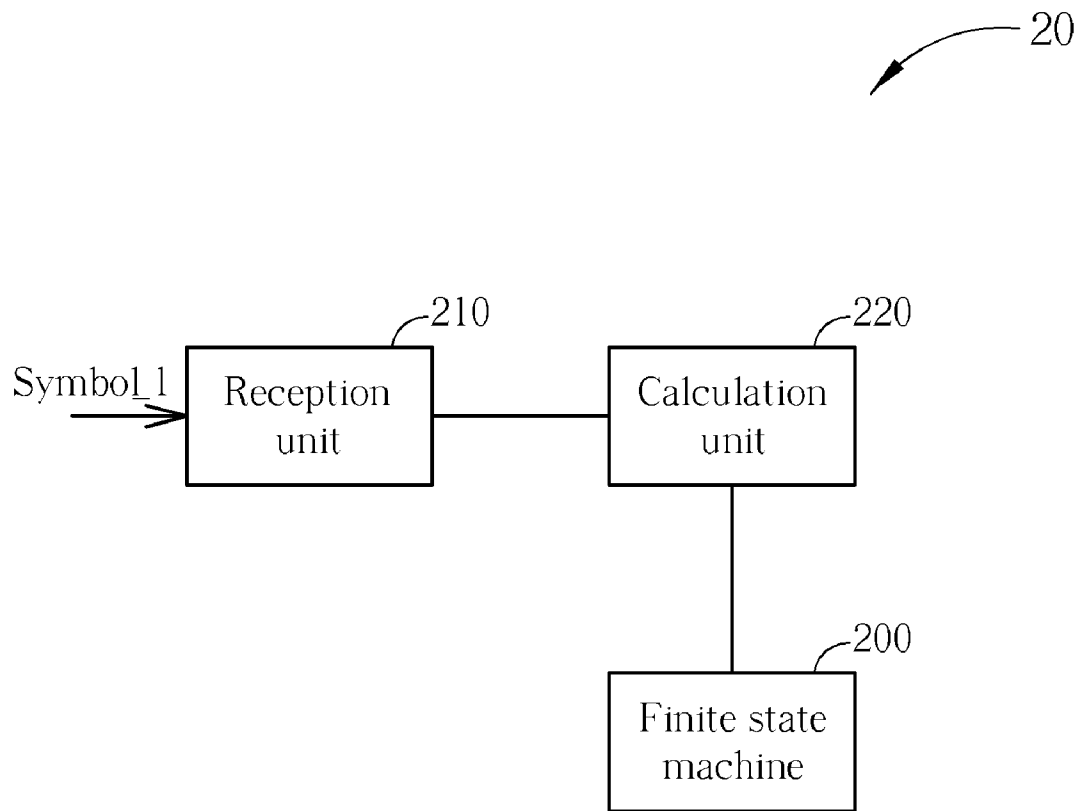 20
210
220
Symbol_1
Reception
unit
Calculation
unit
200
Finite state
machine